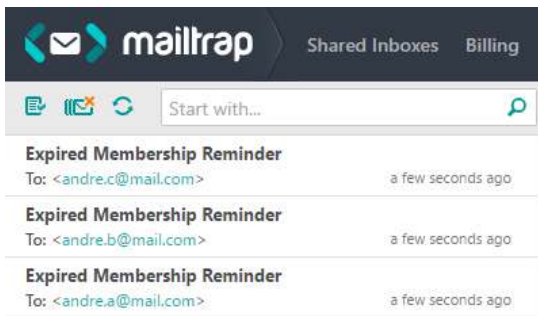 mailtrap Shared Inboxes Billing
Start with...
Expired Membership Reminder
To: <andre.c@mail.com> a few seconds ago
Expired Membership Reminder
To: <andre.b@mail.com> a few seconds ago
Expired Membership Reminder
To: <andre.a@mail.com> a few seconds ago